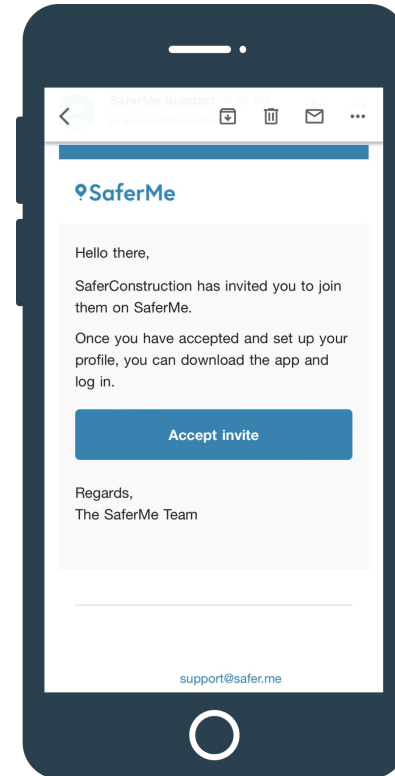 SaferMe Support
SaferMe
Hello there,
SaferConstruction has invited you to join
them on SaferMe.
Once you have accepted and set up your
profile, you can download the app and
log in.
Accept invite
Regards,
The SaferMe Team
support@safer.me